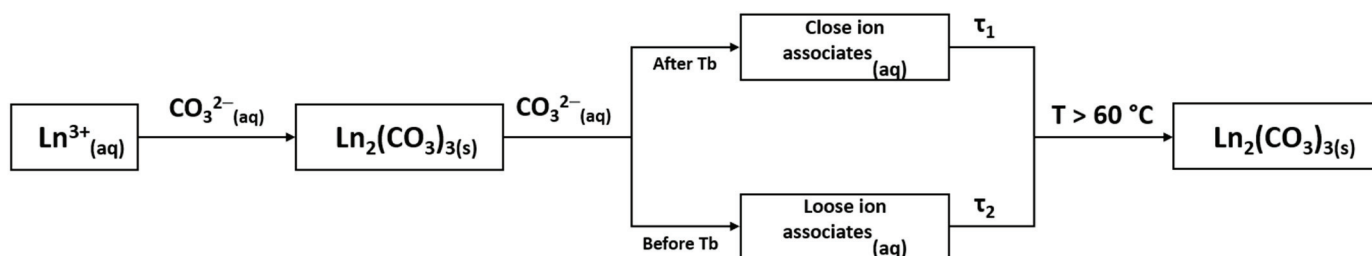 Ln³⁺(aq)
CO₃²⁻(aq)
Ln₂(CO₃)₃(s)
CO₃²⁻(aq)
After Tb
Close ion
associates(aq)
τ₁
Before Tb
Loose ion
associates(aq)
τ₂
T > 60 °C
Ln₂(CO₃)₃(s)